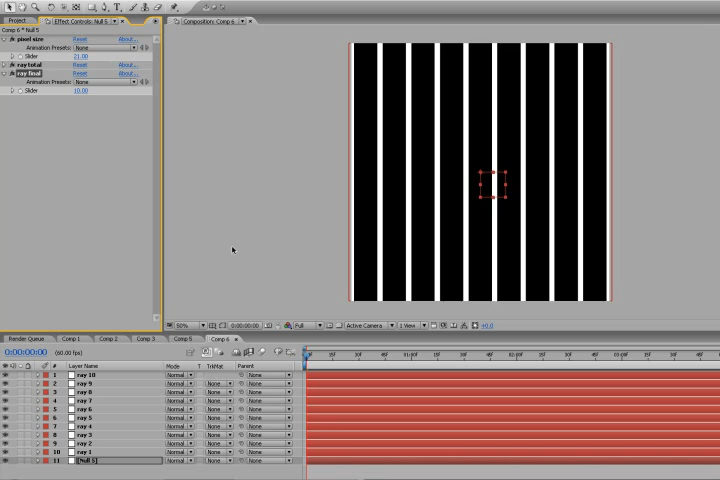 Project Effect Controls: Null 5 Composition: Comp 6
Comp 6 * Null 5
pixel size Reset About...
Animation Presets: None
Slider 21.00
ray total Reset About...
ray final Reset About...
Animation Presets: None
Slider 10.00
50% 0:00:00:00 Full Active Camera 1 View +0.0
Render Queue Comp 1 Comp 2 Comp 3 Comp 5 Comp 6
0:00:00:00 (60.00 fps)
# Layer Name Mode T TrkMat Parent
1 ray 10 Normal None
2 ray 9 Normal None None
3 ray 8 Normal None None
4 ray 7 Normal None None
5 ray 6 Normal None None
6 ray 5 Normal None None
7 ray 4 Normal None None
8 ray 3 Normal None None
9 ray 2 Normal None None
10 ray 1 Normal None None
11 [Null 5] Normal None None